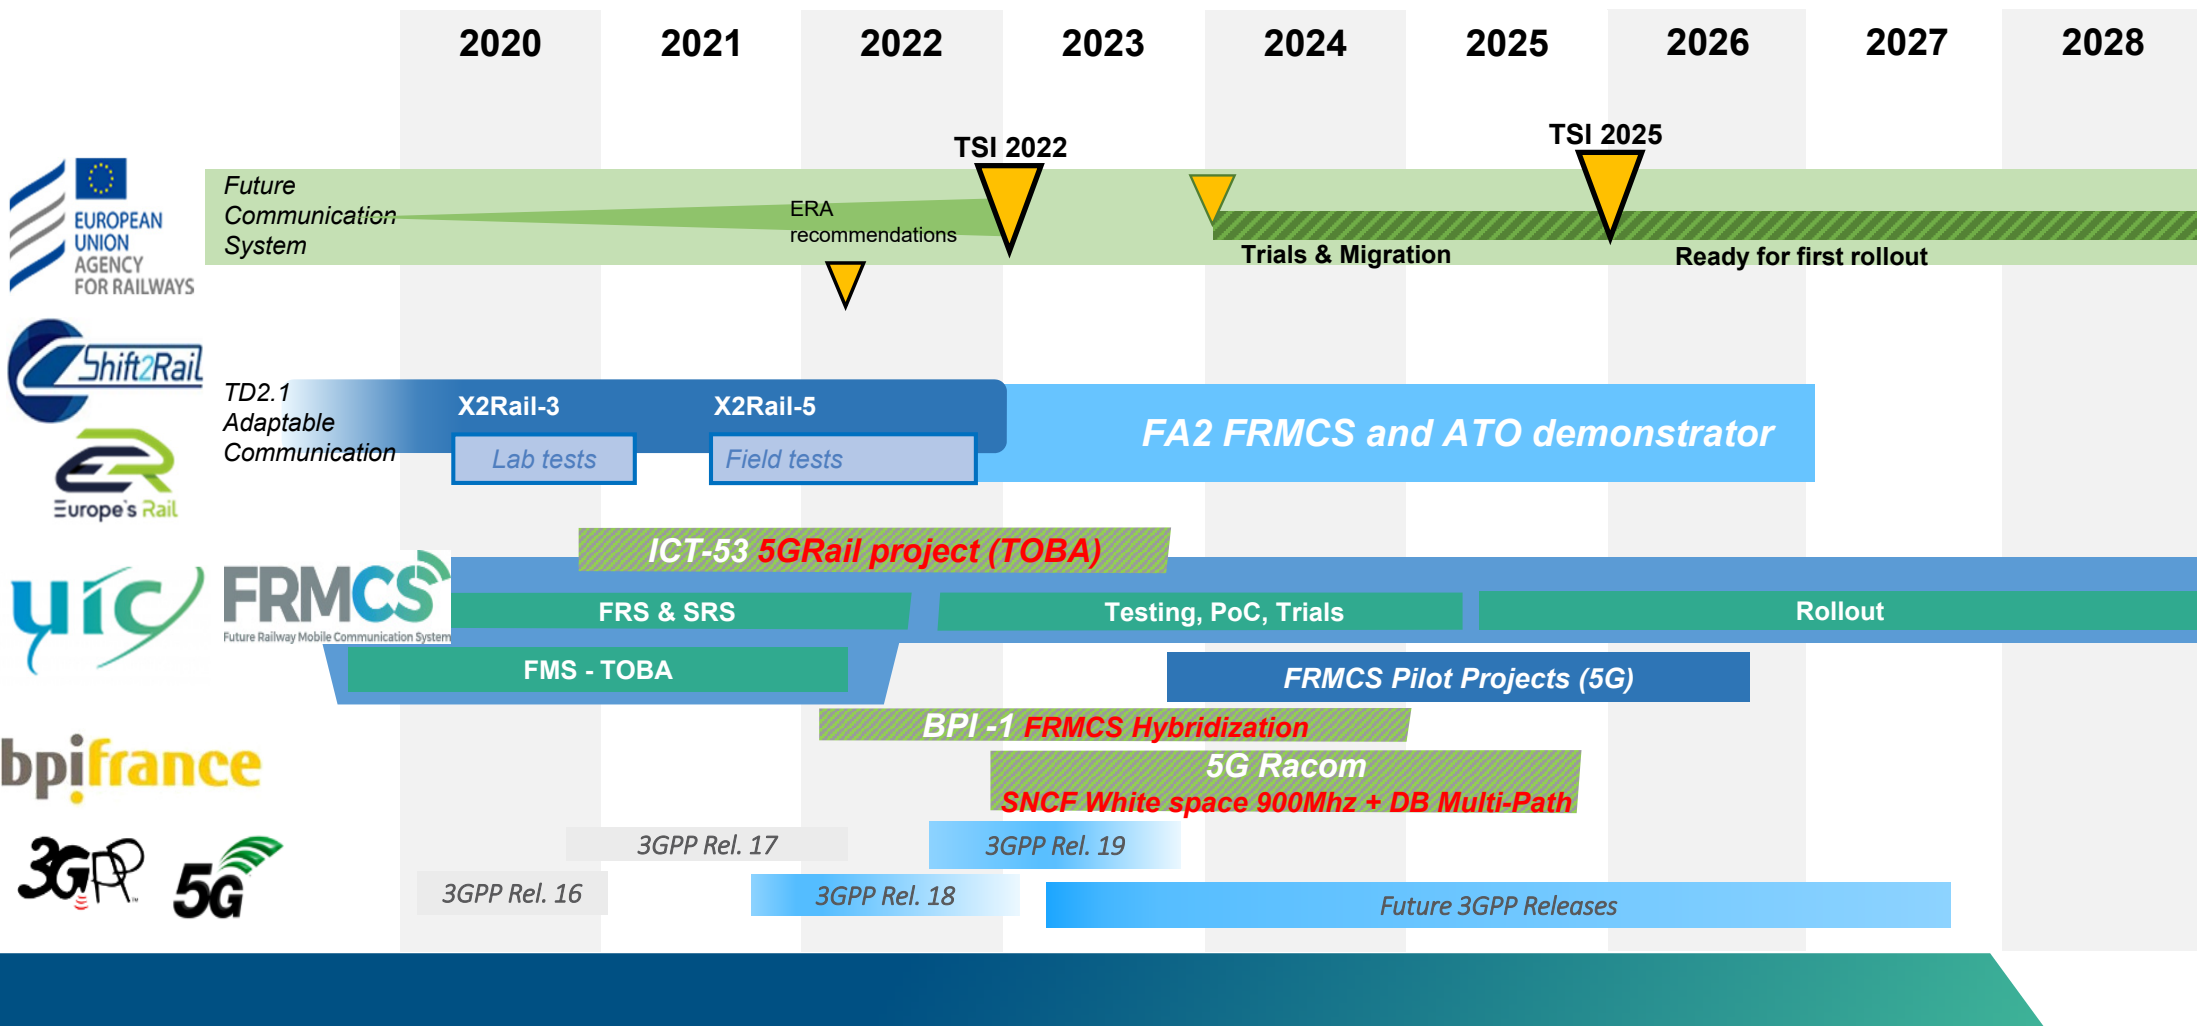 2020 2021 2022 2023 2024 2025 2026 2027 2028
TSI 2022
TSI 2025
EUROPEAN
UNION
AGENCY
FOR RAILWAYS
Future
Communication
System
ERA
recommendations
Trials & Migration
Ready for first rollout
Shift2Rail
Europe's Rail
TD2.1
Adaptable
Communication
X2Rail-3
X2Rail-5
Lab tests
Field tests
FA2 FRMCS and ATO demonstrator
ICT-53 5GRail project (TOBA)
uic
FRMCS
Future Railway Mobile Communication System
FRS & SRS
Testing, PoC, Trials
Rollout
FMS - TOBA
FRMCS Pilot Projects (5G)
bpifrance
BPI -1 FRMCS Hybridization
5G Racom
SNCF White space 900Mhz + DB Multi-Path
3GPP
5G
3GPP Rel. 17
3GPP Rel. 19
3GPP Rel. 16
3GPP Rel. 18
Future 3GPP Releases